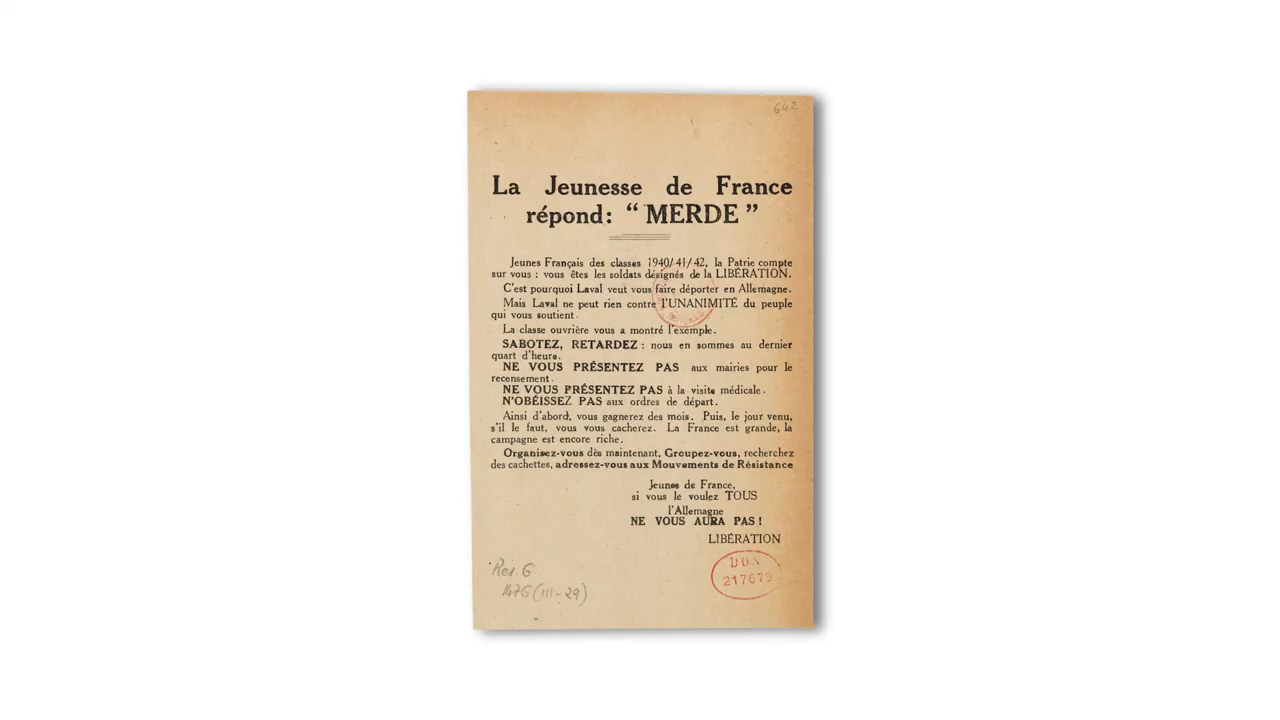 642
La Jeunesse de France
répond: “ MERDE ”
Jeunes Français des classes 1940/41/42, la Patrie compte
sur vous : vous êtes les soldats désignés de la LIBÉRATION.
C'est pourquoi Laval veut vous faire déporter en Allemagne.
Mais Laval ne peut rien contre l'UNANIMITÉ du peuple
qui vous soutient.
La classe ouvrière vous a montré l'exemple.
SABOTEZ, RETARDEZ : nous en sommes au dernier
quart d'heure.
NE VOUS PRÉSENTEZ PAS aux mairies pour le
recensement.
NE VOUS PRÉSENTEZ PAS à la visite médicale.
N'OBÉISSEZ PAS aux ordres de départ.
Ainsi d'abord, vous gagnerez des mois. Puis, le jour venu,
s'il le faut, vous vous cacherez. La France est grande, la
campagne est encore riche.
Organisez-vous dès maintenant, Groupez-vous, recherchez
des cachettes, adressez-vous aux Mouvements de Résistance
Jeunes de France,
si vous le voulez TOUS
l'Allemagne
NE VOUS AURA PAS !
LIBÉRATION
Res. G.
1476 (III-29)
DON
217679